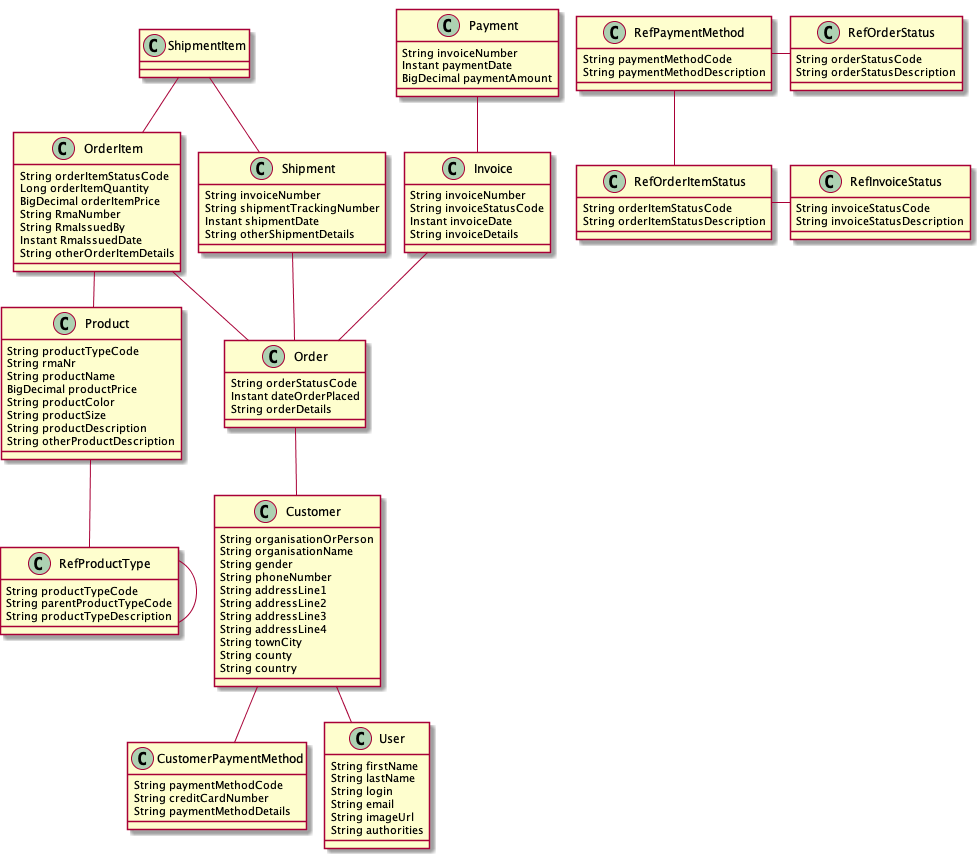 C ShipmentItem
C Payment
String invoiceNumber
Instant paymentDate
BigDecimal paymentAmount
C RefPaymentMethod
String paymentMethodCode
String paymentMethodDescription
C RefOrderStatus
String orderStatusCode
String orderStatusDescription
C OrderItem
String orderItemStatusCode
Long orderItemQuantity
BigDecimal orderItemPrice
String RmaNumber
String RmaIssuedBy
Instant RmaIssuedDate
String otherOrderItemDetails
C Shipment
String invoiceNumber
String shipmentTrackingNumber
Instant shipmentDate
String otherShipmentDetails
C Invoice
String invoiceNumber
String invoiceStatusCode
Instant invoiceDate
String invoiceDetails
C RefOrderItemStatus
String orderItemStatusCode
String orderItemStatusDescription
C RefInvoiceStatus
String invoiceStatusCode
String invoiceStatusDescription
C Product
String productTypeCode
String rmaNr
String productName
BigDecimal productPrice
String productColor
String productSize
String productDescription
String otherProductDescription
C Order
String orderStatusCode
Instant dateOrderPlaced
String orderDetails
C RefProductType
String productTypeCode
String parentProductTypeCode
String productTypeDescription
C Customer
String organisationOrPerson
String organisationName
String gender
String phoneNumber
String addressLine1
String addressLine2
String addressLine3
String addressLine4
String townCity
String county
String country
C CustomerPaymentMethod
String paymentMethodCode
String creditCardNumber
String paymentMethodDetails
C User
String firstName
String lastName
String login
String email
String imageUrl
String authorities